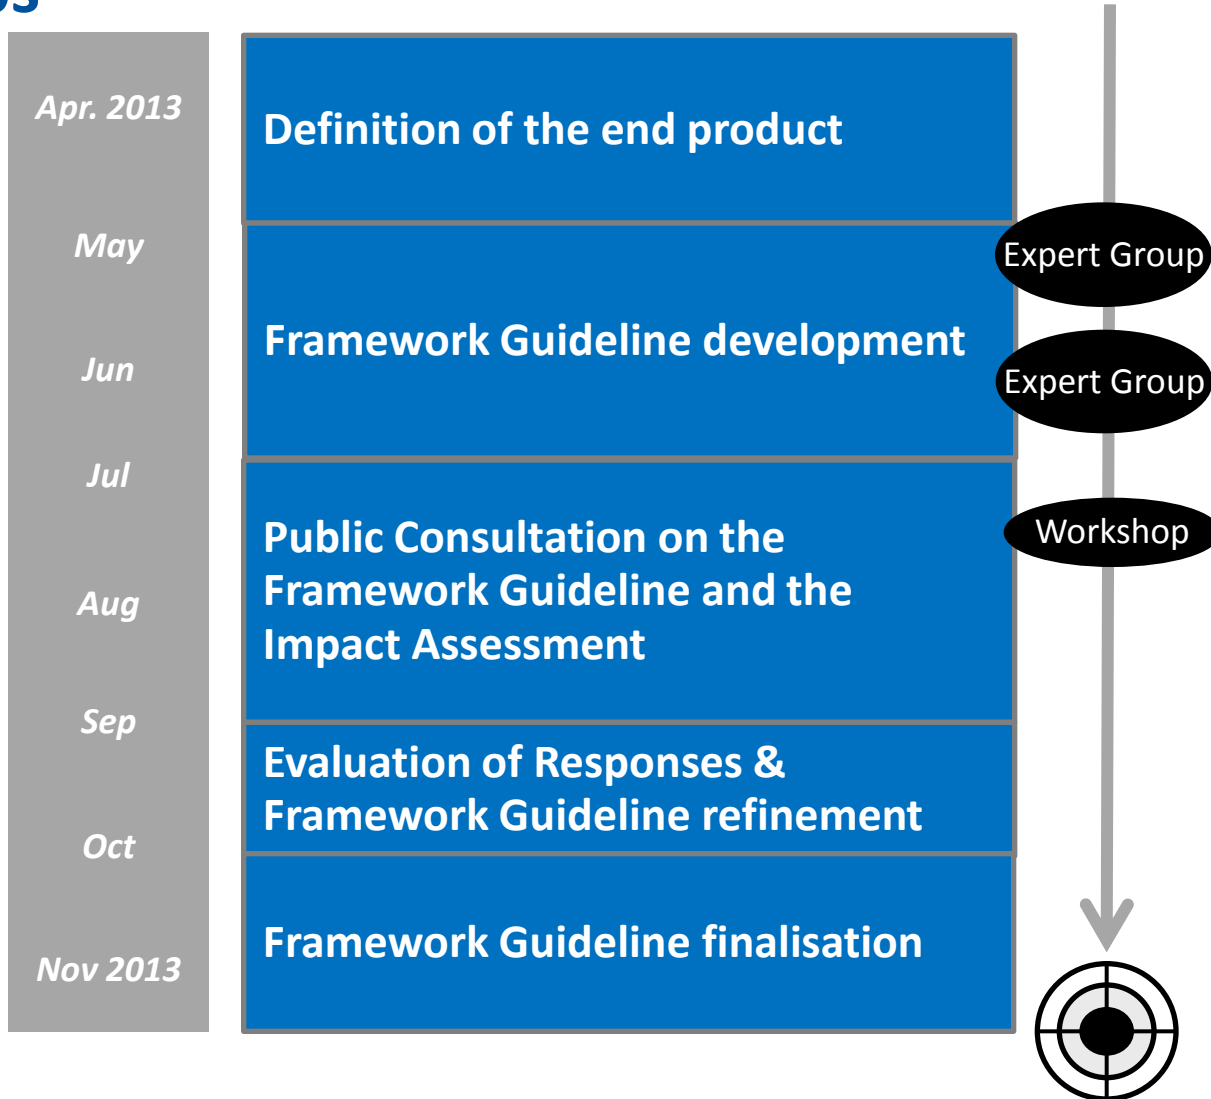 Apr. 2013
Definition of the end product
May
Expert Group
Framework Guideline development
Jun
Expert Group
Jul
Public Consultation on the
Framework Guideline and the
Impact Assessment
Workshop
Aug
Sep
Evaluation of Responses &
Framework Guideline refinement
Oct
Framework Guideline finalisation
Nov 2013